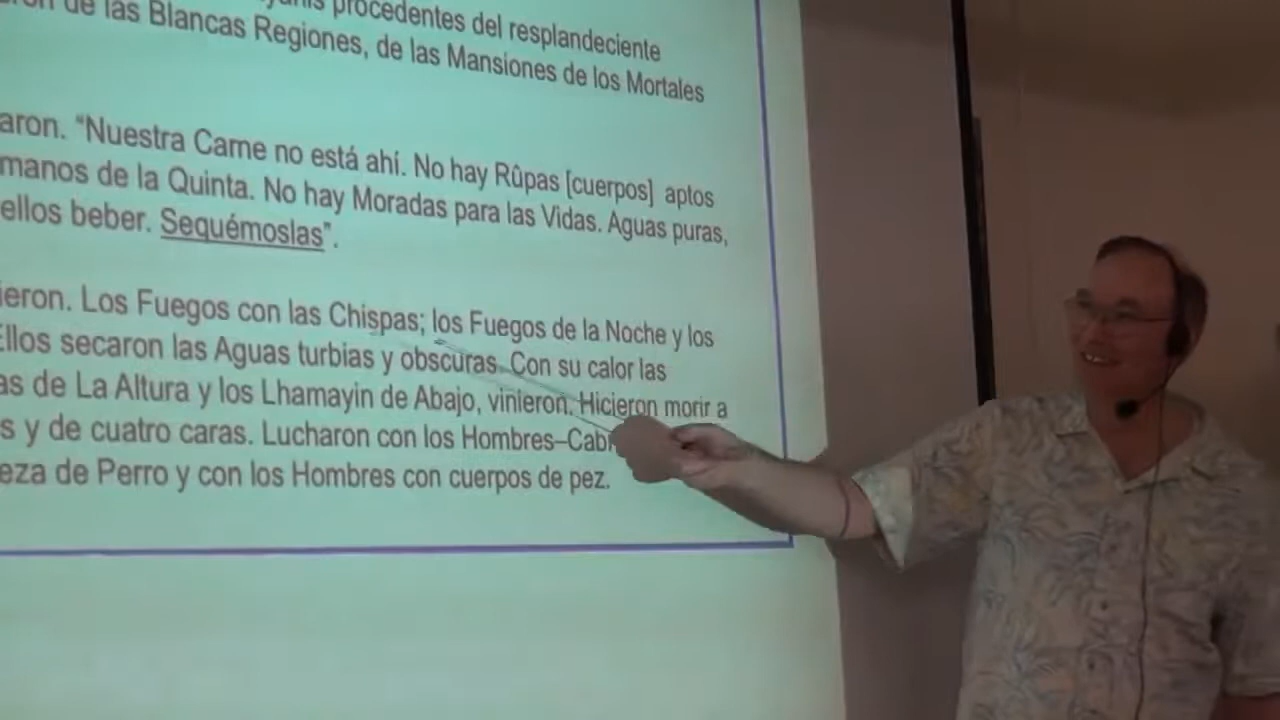 procedentes del resplandeciente
de las Blancas Regiones, de las Mansiones de los Mortales
aron. “Nuestra Carne no está ahí. No hay Rûpas [cuerpos] aptos
manos de la Quinta. No hay Moradas para las Vidas. Aguas puras,
ellos beber. Sequémoslas”.
ieron. Los Fuegos con las Chispas; los Fuegos de la Noche y los
Ellos secaron las Aguas turbias y obscuras. Con su calor las
as de La Altura y los Lhamayin de Abajo, vinieron. Hicieron morir a
s y de cuatro caras. Lucharon con los Hombres–Cab
eza de Perro y con los Hombres con cuerpos de pez.